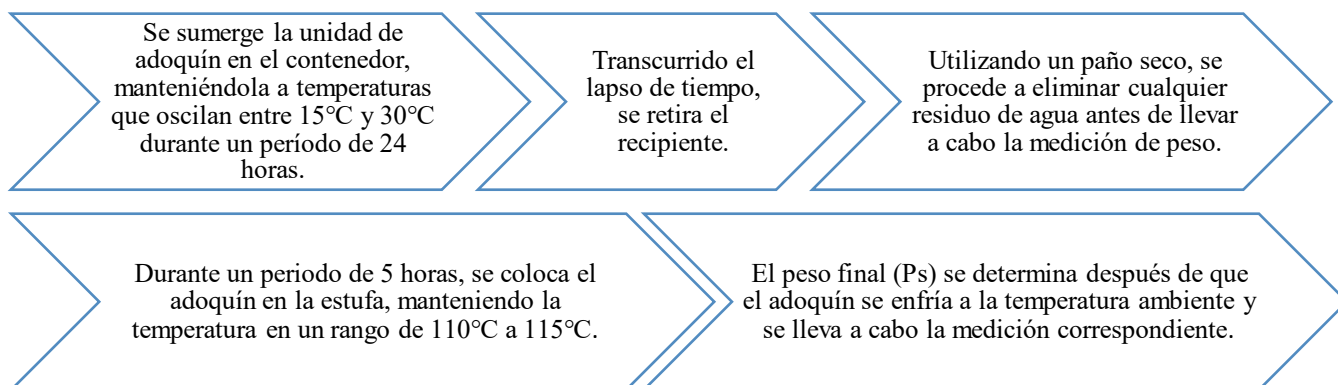 Se sumerge la unidad de
adoquín en el contenedor,
manteniéndola a temperaturas
que oscilan entre 15°C y 30°C
durante un período de 24
horas.
Transcurrido el
lapso de tiempo,
se retira el
recipiente.
Utilizando un paño seco, se
procede a eliminar cualquier
residuo de agua antes de llevar
a cabo la medición de peso.
Durante un periodo de 5 horas, se coloca el
adoquín en la estufa, manteniendo la
temperatura en un rango de 110°C a 115°C.
El peso final (Ps) se determina después de que
el adoquín se enfría a la temperatura ambiente y
se lleva a cabo la medición correspondiente.